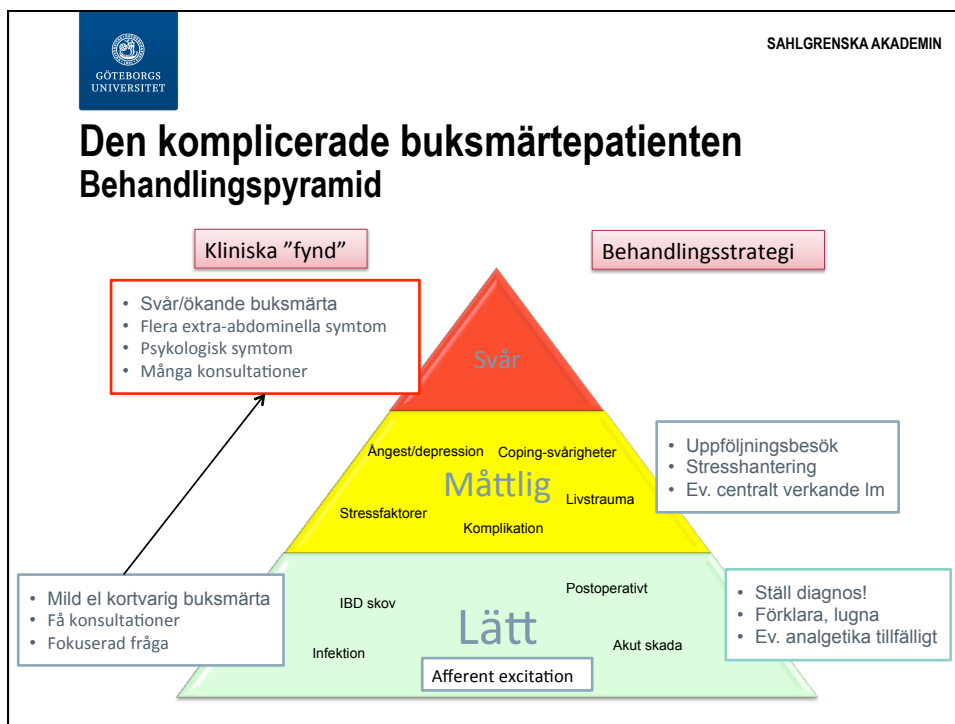 GÖTEBORGS
UNIVERSITET
SAHLGRENSKA AKADEMIN
Den komplicerade buksmärtepatienten
Behandlingspyramid
Kliniska ”fynd”
Behandlingsstrategi
• Svår/ökande buksmärta
• Flera extra-abdominella symtom
• Psykologisk symtom
• Många konsultationer
Svår
Ångest/depression
Coping-svårigheter
Måttlig
Livstrauma
Stressfaktorer
Komplikation
• Uppföljningsbesök
• Stresshantering
• Ev. centralt verkande lm
• Mild el kortvarig buksmärta
• Få konsultationer
• Fokuserad fråga
IBD skov
Postoperativt
Lätt
Infektion
Akut skada
Afferent excitation
• Ställ diagnos!
• Förklara, lugna
• Ev. analgetika tillfälligt